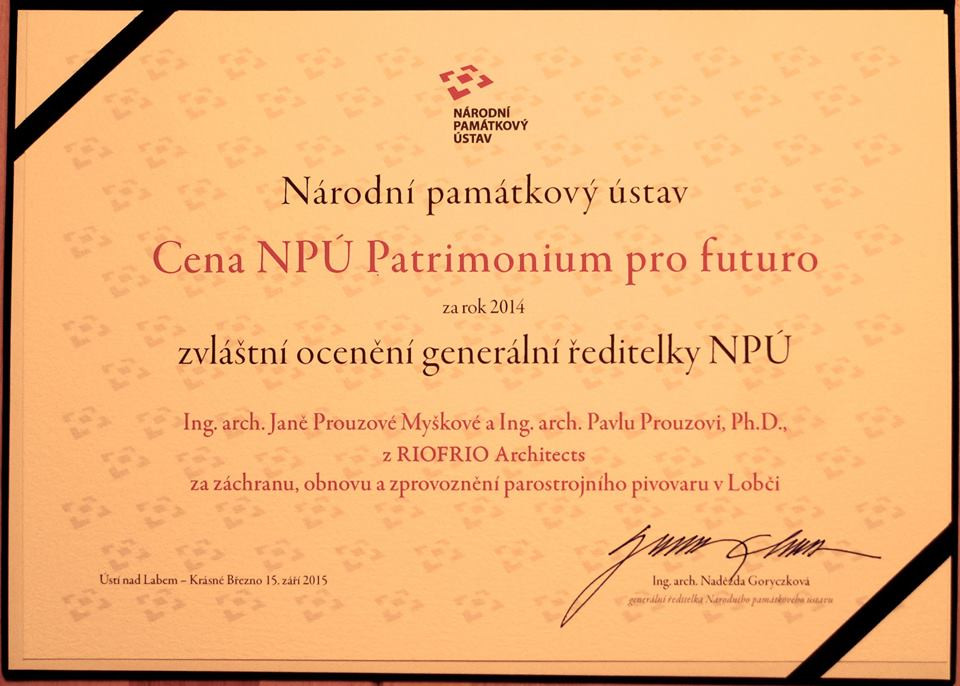 NÁRODNÍ
PAMÁTKOVÝ
ÚSTAV
Národní památkový ústav
Cena NPÚ Patrimonium pro futuro
za rok 2014
zvláštní ocenění generální ředitelky NPÚ
Ing. arch. Janě Prouzové Myškové a Ing. arch. Pavlu Prouzovi, Ph.D.,
z RIOFRIO Architects
za záchranu, obnovu a zprovoznění parostrojního pivovaru v Lobči
Ústí nad Labem – Krásné Březno 15. září 2015
Ing. arch. Naděžda Goryczková
generální ředitelka Národního památkového ústavu